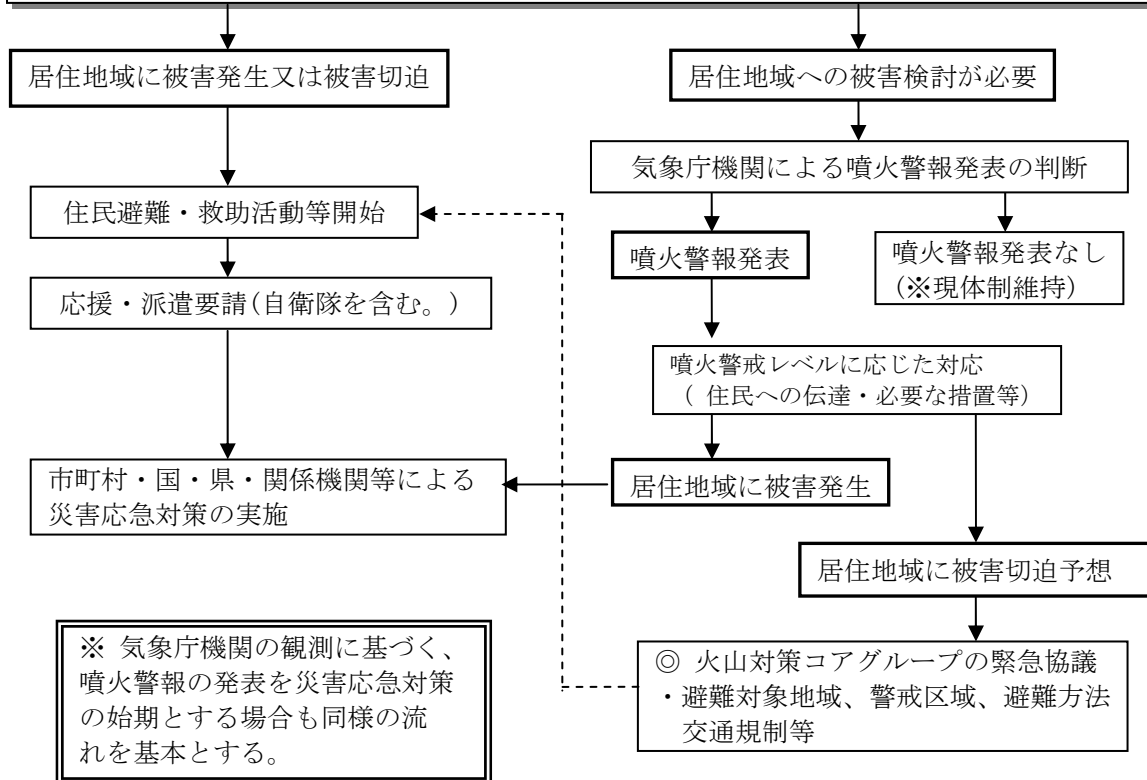 居住地域に被害発生又は被害切迫
居住地域への被害検討が必要
気象庁機関による噴火警報発表の判断
住民避難・救助活動等開始
噴火警報発表
噴火警報発表なし
(※現体制維持)
応援・派遣要請(自衛隊を含む。)
噴火警戒レベルに応じた対応
( 住民への伝達・必要な措置等)
市町村・国・県・関係機関等による
災害応急対策の実施
居住地域に被害発生
居住地域に被害切迫予想
※ 気象庁機関の観測に基づく、
噴火警報の発表を災害応急対策
の始期とする場合も同様の流
れを基本とする。
◎ 火山対策コアグループの緊急協議
・避難対象地域、警戒区域、避難方法
交通規制等